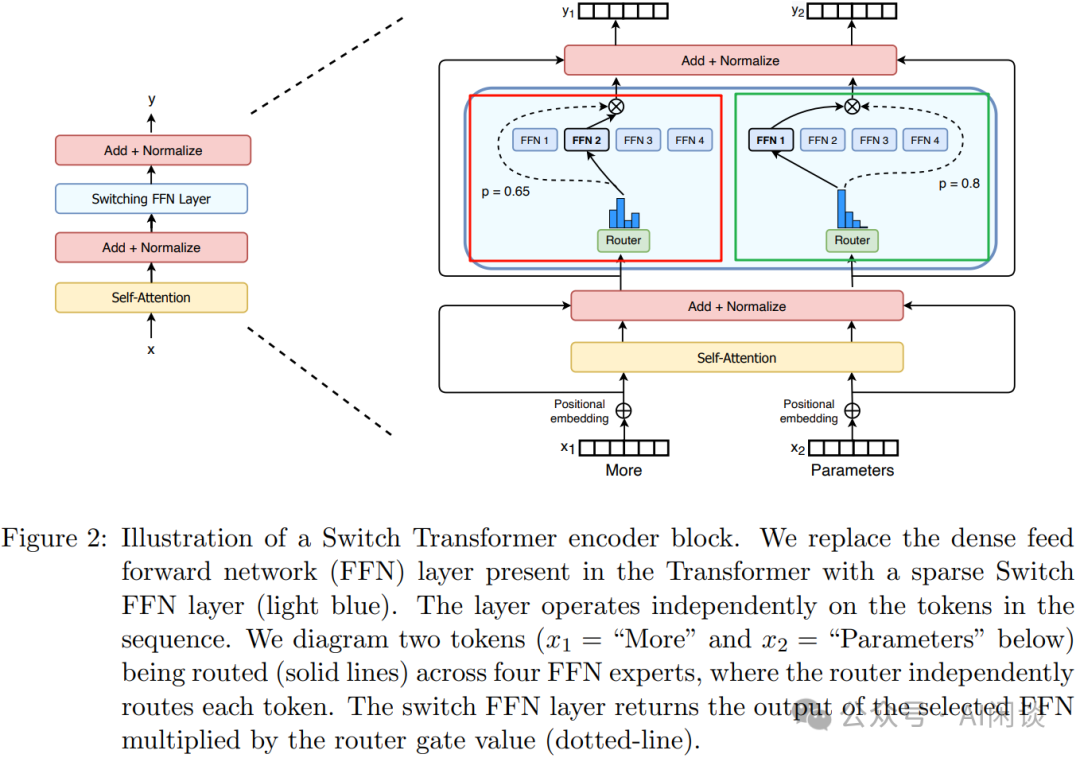 y
Add + Normalize
Switching FFN Layer
Add + Normalize
Self-Attention
x
y1 y2
Add + Normalize
FFN 1 FFN 2 FFN 3 FFN 4 FFN 1 FFN 2 FFN 3 FFN 4
p = 0.65 p = 0.8
Router Router
Add + Normalize
Self-Attention
Positional embedding Positional embedding
x1 x2
More Parameters
Figure 2: Illustration of a Switch Transformer encoder block. We replace the dense feed
forward network (FFN) layer present in the Transformer with a sparse Switch
FFN layer (light blue). The layer operates independently on the tokens in the
sequence. We diagram two tokens (x1 = “More” and x2 = “Parameters” below)
being routed (solid lines) across four FFN experts, where the router independently
routes each token. The switch FFN layer returns the output of the selected FFN
multiplied by the router gate value (dotted-line).
公众号 · AI闲谈